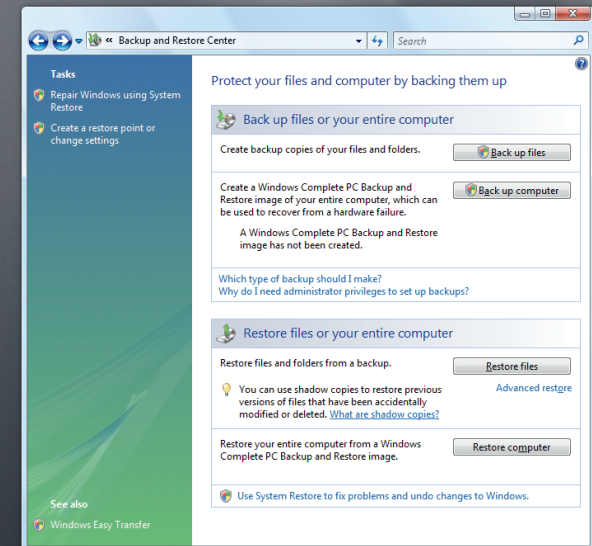 « Backup and Restore Center
Search
Tasks
Repair Windows using System
Restore
Create a restore point or
change settings
See also
Windows Easy Transfer
Protect your files and computer by backing them up
Back up files or your entire computer
Create backup copies of your files and folders.
Back up files
Create a Windows Complete PC Backup and
Restore image of your entire computer, which can
be used to recover from a hardware failure.
Back up computer
A Windows Complete PC Backup and Restore
image has not been created.
Which type of backup should I make?
Why do I need administrator privileges to set up backups?
Restore files or your entire computer
Restore files and folders from a backup.
Restore files
You can use shadow copies to restore previous
versions of files that have been accidentally
modified or deleted. What are shadow copies?
Advanced restore
Restore your entire computer from a Windows
Complete PC Backup and Restore image.
Restore computer
Use System Restore to fix problems and undo changes to Windows.